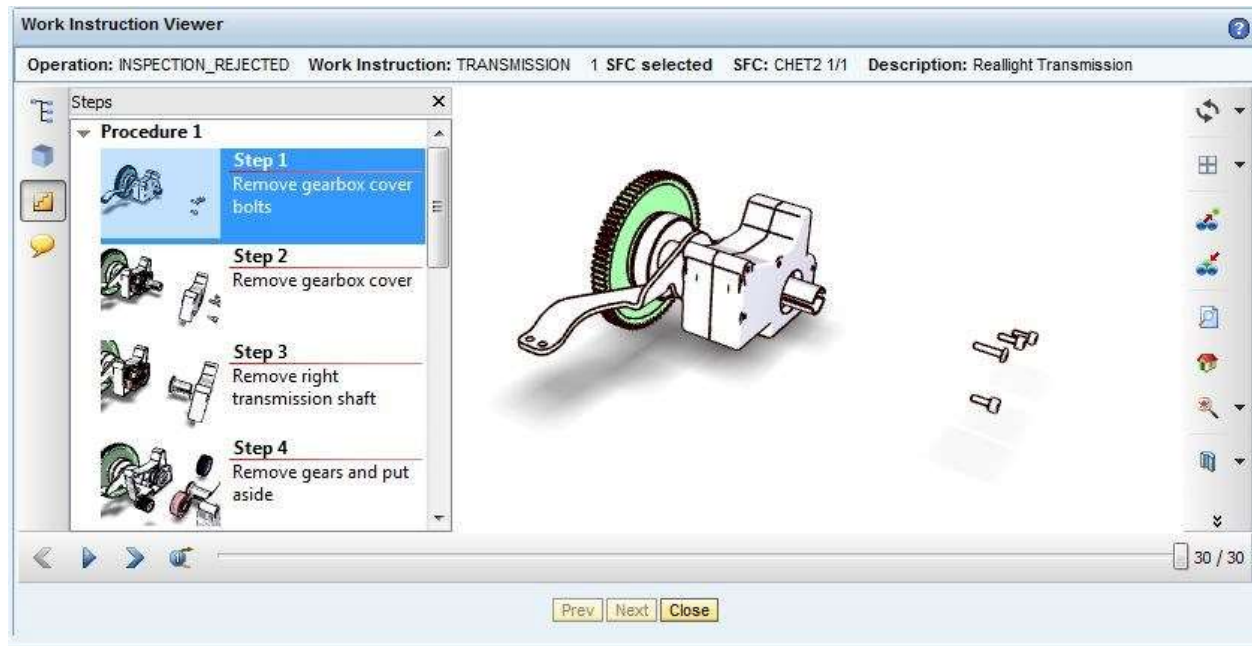 Work Instruction Viewer
Operation: INSPECTION_REJECTED Work Instruction: TRANSMISSION 1 SFC selected SFC: CHET2 1/1 Description: Reallight Transmission
Steps
Procedure 1
Step 1
Remove gearbox cover
bolts
Step 2
Remove gearbox cover
Step 3
Remove right
transmission shaft
Step 4
Remove gears and put
aside
30 / 30
Prev Next Close